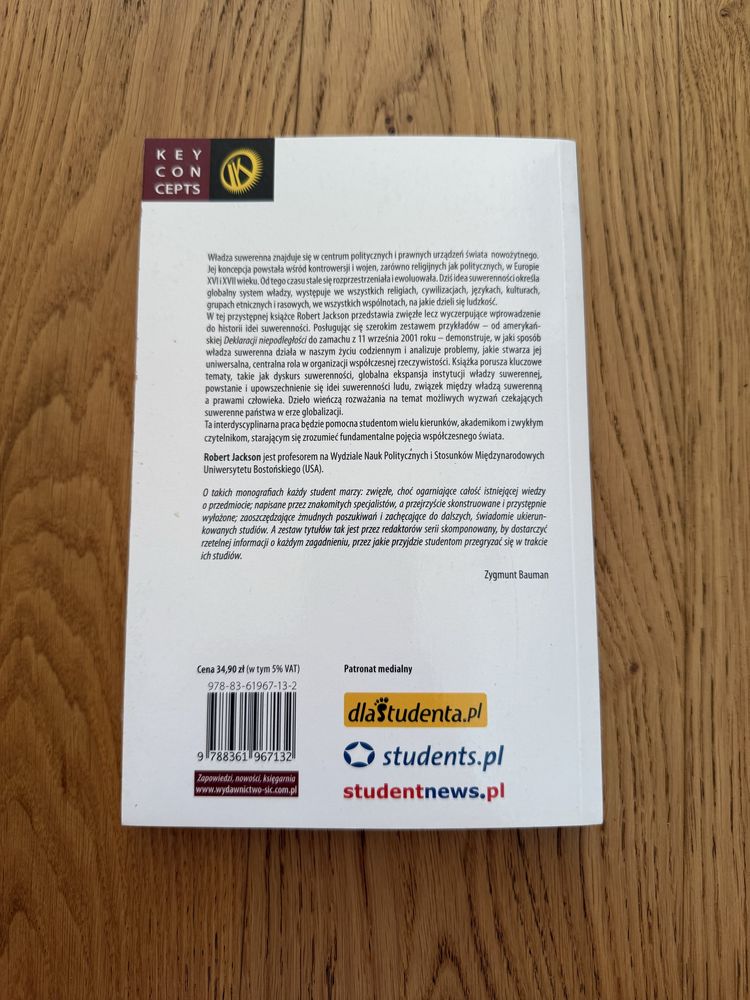 KEY
CON
CEPTS
Władza suwerenna znajduje się w centrum politycznych i prawnych urządzeń świata nowożytnego.
Jej koncepcja powstała wśród kontrowersji i wojen, zarówno religijnych jak politycznych, w Europie
XVI i XVII wieku. Od tego czasu stale się rozprzestrzeniała i ewoluowała. Dziś idea suwerenności określa
globalny system władzy, występuje we wszystkich religiach, cywilizacjach, językach, kulturach,
grupach etnicznych i rasowych, we wszystkich wspólnotach, na jakie dzieli się ludzkość.
W tej przystępnej książce Robert Jackson przedstawia zwięzłe lecz wyczerpujące wprowadzenie
do historii idei suwerenności. Posługując się szerokim zestawem przykładów – od amerykań-
skiej Deklaracji niepodległości do zamachu z 11 września 2001 roku – demonstruje, w jaki sposób
władza suwerenna działa w naszym życiu codziennym i analizuje problemy, jakie stwarza jej
uniwersalna, centralna rola w organizacji współczesnej rzeczywistości. Książka porusza kluczowe
tematy, takie jak dyskurs suwerenności, globalna ekspansja instytucji władzy suwerennej,
powstanie i upowszechnienie się idei suwerenności ludu, związek między władzą suwerenną
a prawami człowieka. Dzieło wieńczą rozważania na temat możliwych wyzwań czekających
suwerenne państwa w erze globalizacji.
Ta interdyscyplinarna praca będzie pomocna studentom wielu kierunków, akademikom i zwykłym
czytelnikom, starającym się zrozumieć fundamentalne pojęcia współczesnego świata.
Robert Jackson jest profesorem na Wydziale Nauk Politycznych i Stosunków Międzynarodowych
Uniwersytetu Bostońskiego (USA).
O takich monografiach każdy student marzy: zwięzłe, choć ogarniające całość istniejącej wiedzy
o przedmiocie; napisane przez znakomitych specjalistów, a przejrzyście skonstruowane i przystępnie
wyłożone; zaoszczędzające żmudnych poszukiwań i zachęcające do dalszych, świadomie ukierun-
kowanych studiów. A zestaw tytułów tak jest przez redaktorów serii skomponowany, by dostarczyć
rzetelnej informacji o każdym zagadnieniu, przez jakie przyjdzie studentom przegryzać się w trakcie
ich studiów.
Zygmunt Bauman
Cena 34,90 zł (w tym 5% VAT)
978-83-61967-13-2
9 788361 967132
Zapowiedzi, nowości, księgarnia
www.wydawnictwo-sic.com.pl
Patronat medialny
dlaStudenta.pl
students.pl
studentnews.pl